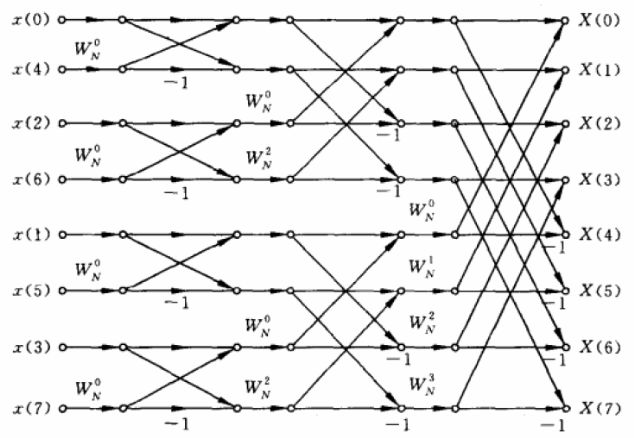 x(0) X(0)
W_N^0
x(4) -1 X(1)
W_N^0
x(2) -1 X(2)
W_N^0 W_N^2
x(6) -1 -1 X(3)
W_N^0
x(1) -1 X(4)
W_N^0 W_N^1
x(5) -1 -1 X(5)
W_N^0 W_N^2
x(3) -1 -1 X(6)
W_N^0 W_N^2 W_N^3
x(7) -1 -1 -1 X(7)